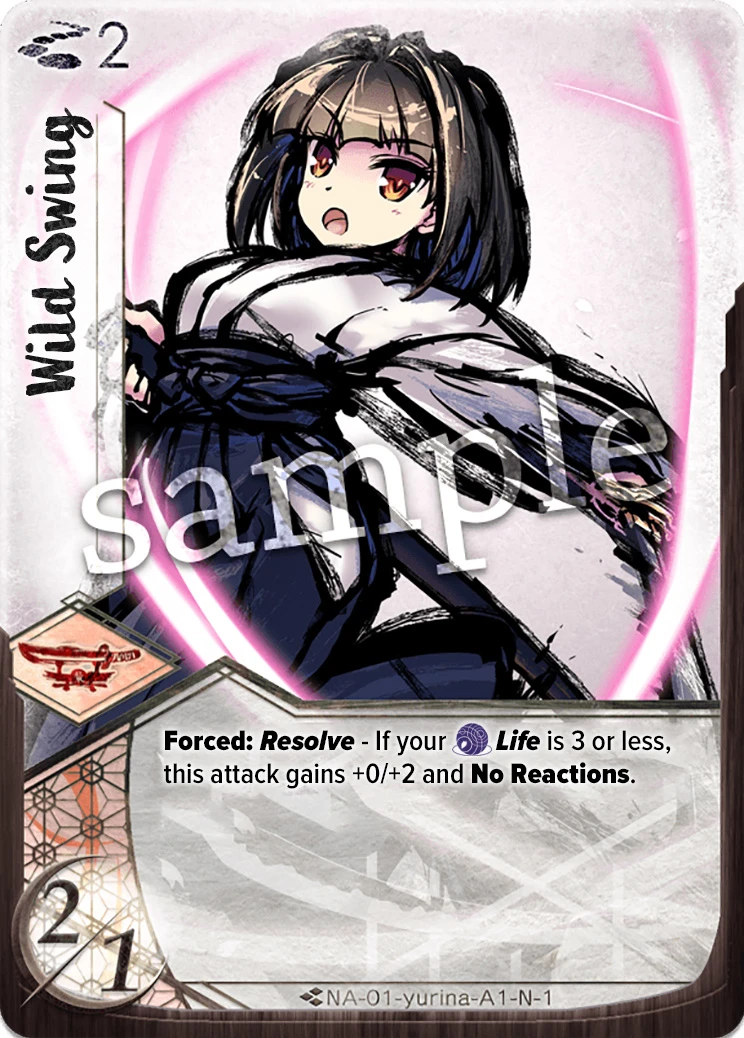 2
Wild Swing
sample
Forced: Resolve - If your Life is 3 or less,
this attack gains +0/+2 and No Reactions.
2/1
NA-01-yurina-A1-N-1